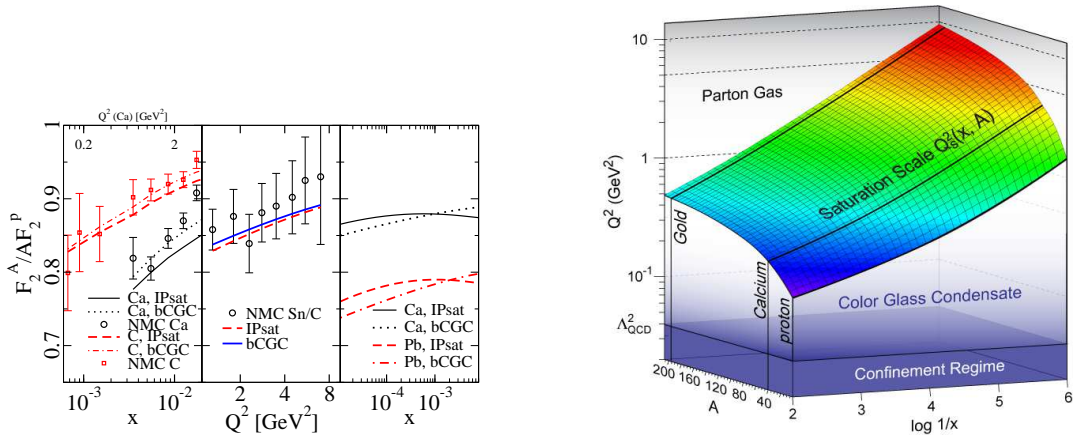 Q² (Ca) [GeV²]
0.2 2
F₂ᴬ/AF₂ᵖ
1
0.9
0.8
0.7
Ca, IPsat
Ca, bCGC
NMC Ca
C, IPsat
C, bCGC
NMC C
10⁻³ 10⁻²
x
NMC Sn/C
IPsat
bCGC
2 4 6 8
Q² [GeV²]
Ca, IPsat
Ca, bCGC
Pb, IPsat
Pb, bCGC
10⁻⁴ 10⁻³
x
Q² (GeV²)
10
1
10⁻¹
Λ²QCD
Parton Gas
Saturation Scale Q²s(x, A)
Gold
Calcium
proton
Color Glass Condensate
Confinement Regime
200 160 120 80 40
A
2 3 4 5 6
log 1/x